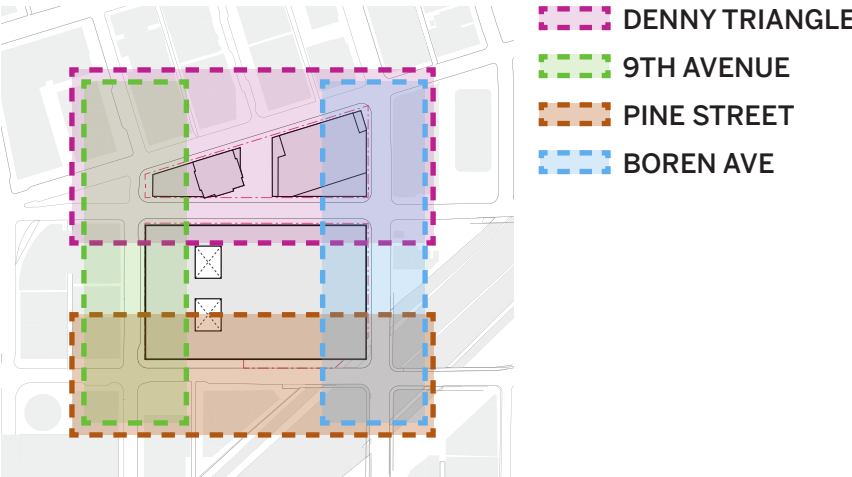 DENNY TRIANGLE
9TH AVENUE
PINE STREET
BOREN AVE